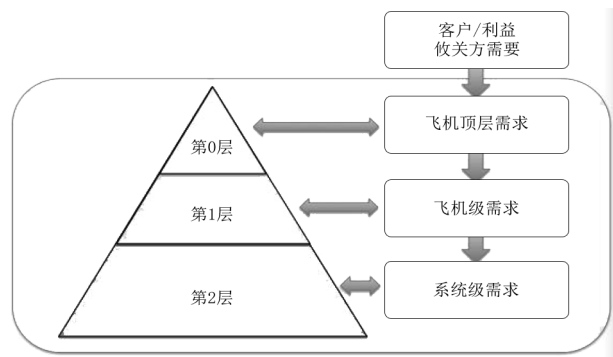 客户/利益
攸关方需要
飞机顶层需求
第0层
飞机级需求
第1层
系统级需求
第2层